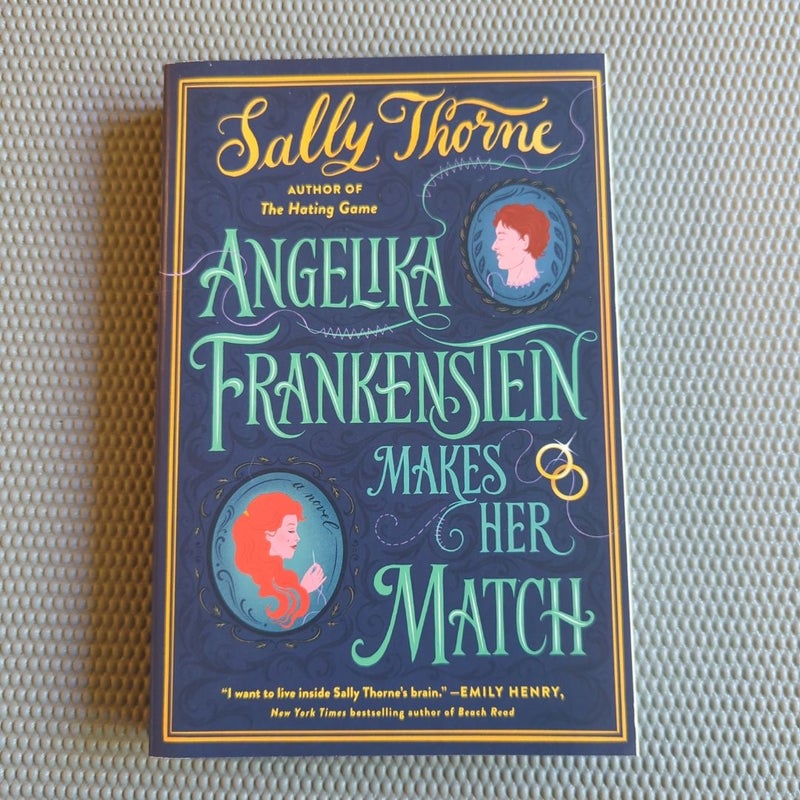 Sally Thorne
AUTHOR OF
The Hating Game
ANGELIKA
FRANKENSTEIN
MAKES
HER
MATCH
a novel
"I want to live inside Sally Thorne's brain." —EMILY HENRY,
New York Times bestselling author of Beach Read